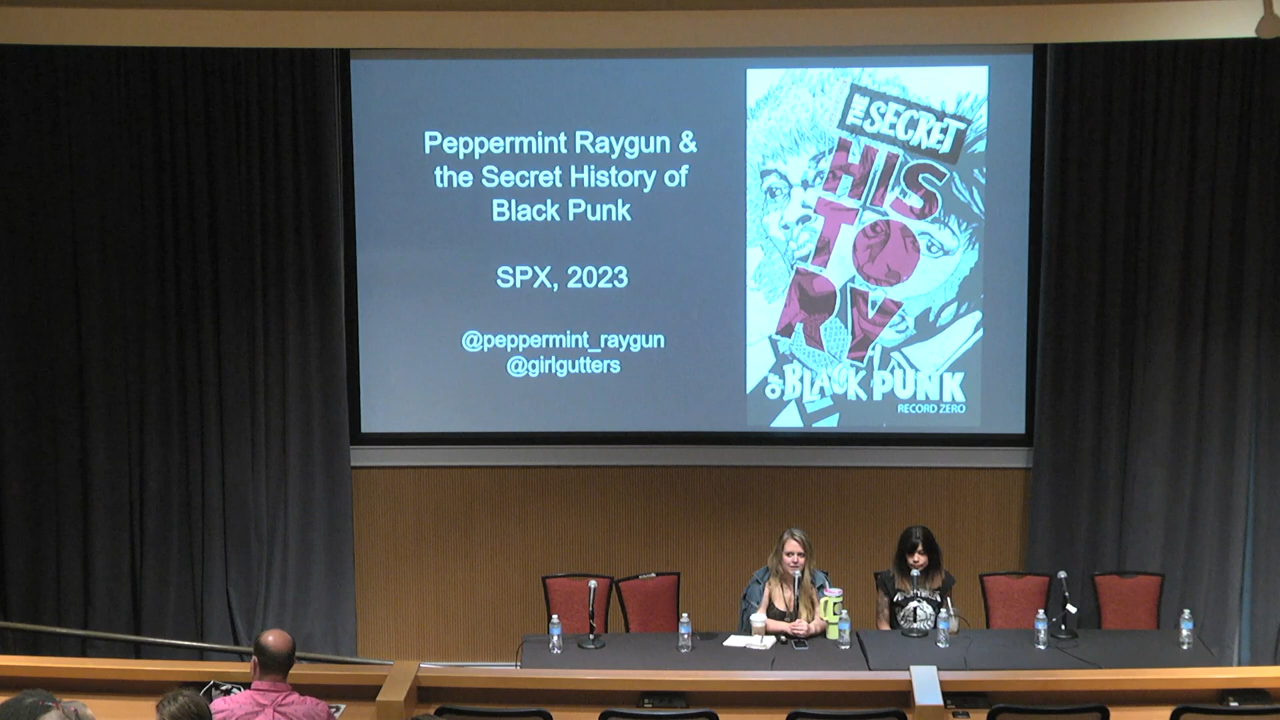 Peppermint Raygun &
the Secret History of
Black Punk
SPX, 2023
@peppermint_raygun
@girlgutters
THE SECRET
HIS
TO
RY
OF BLACK PUNK
RECORD ZERO